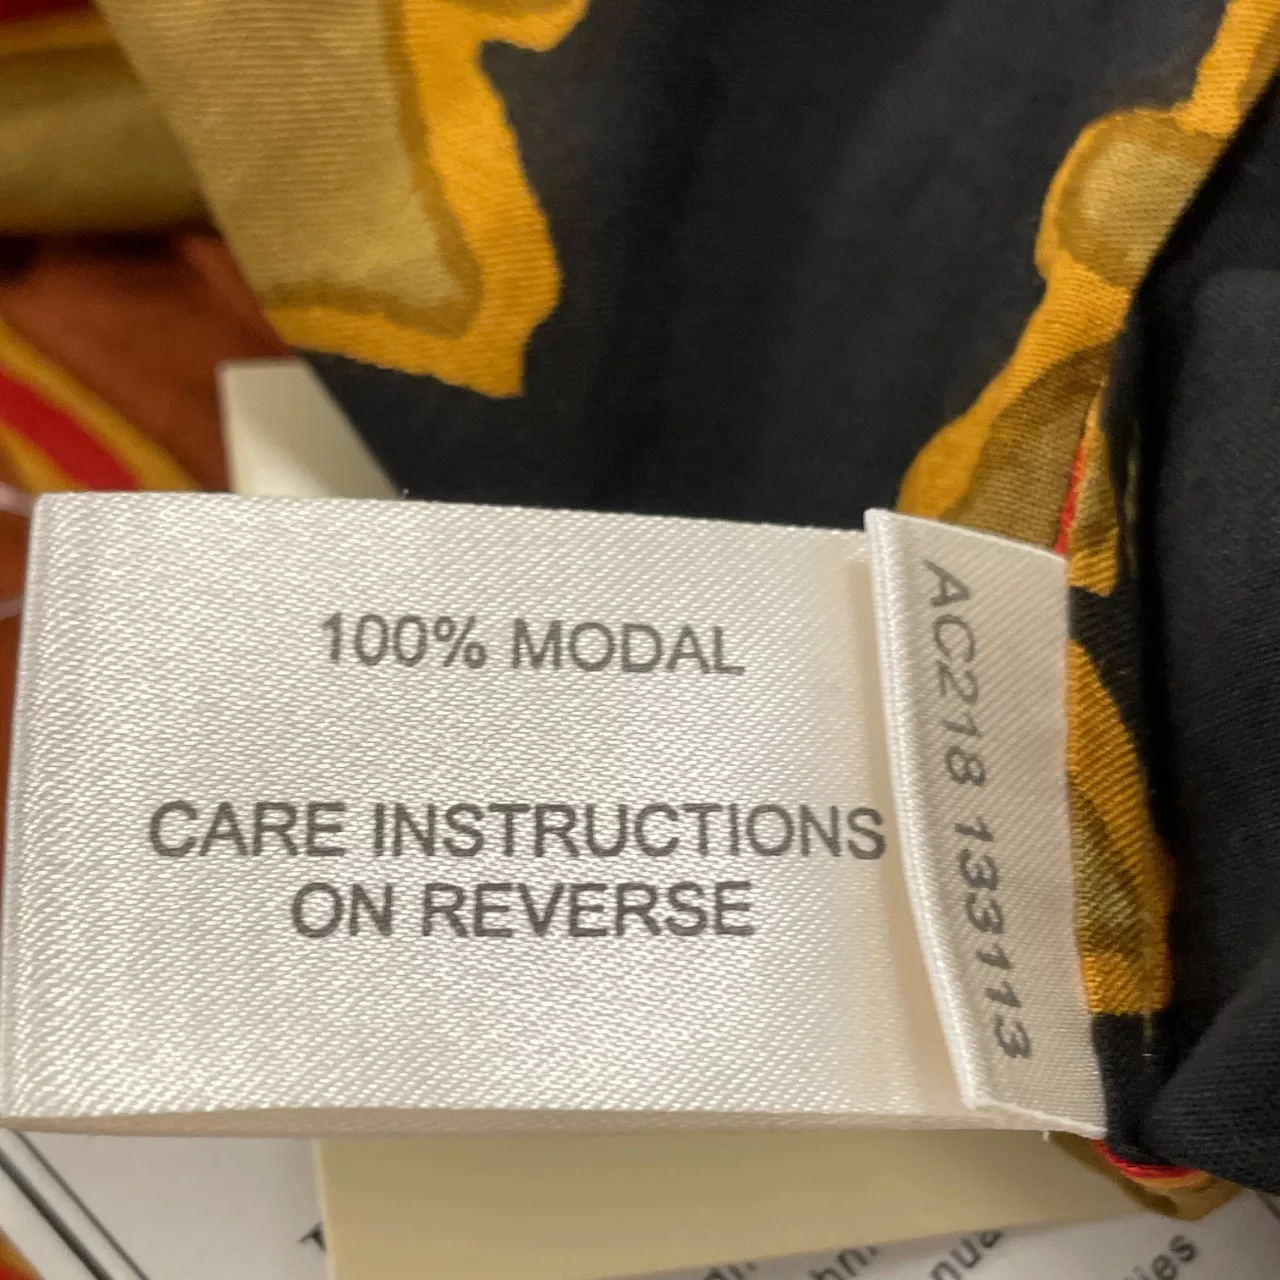 100% MODAL
CARE INSTRUCTIONS
ON REVERSE
AC218 133113